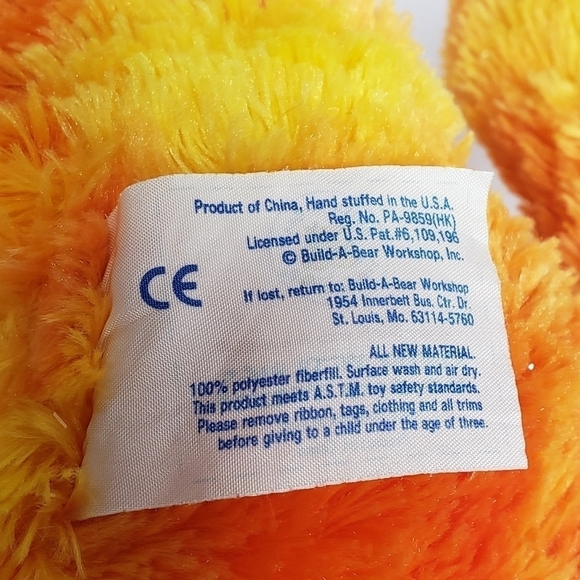 Product of China, Hand stuffed in the U.S.A.
Reg. No. PA-9859(HK)
Licensed under U.S. Pat.#6,109,196
© Build-A-Bear Workshop, Inc.
CE
If lost, return to: Build-A-Bear Workshop
1954 Innerbelt Bus. Ctr. Dr.
St. Louis, Mo. 63114-5760
ALL NEW MATERIAL.
100% polyester fiberfill. Surface wash and air dry.
This product meets A.S.T.M. toy safety standards.
Please remove ribbon, tags, clothing and all trims
before giving to a child under the age of three.